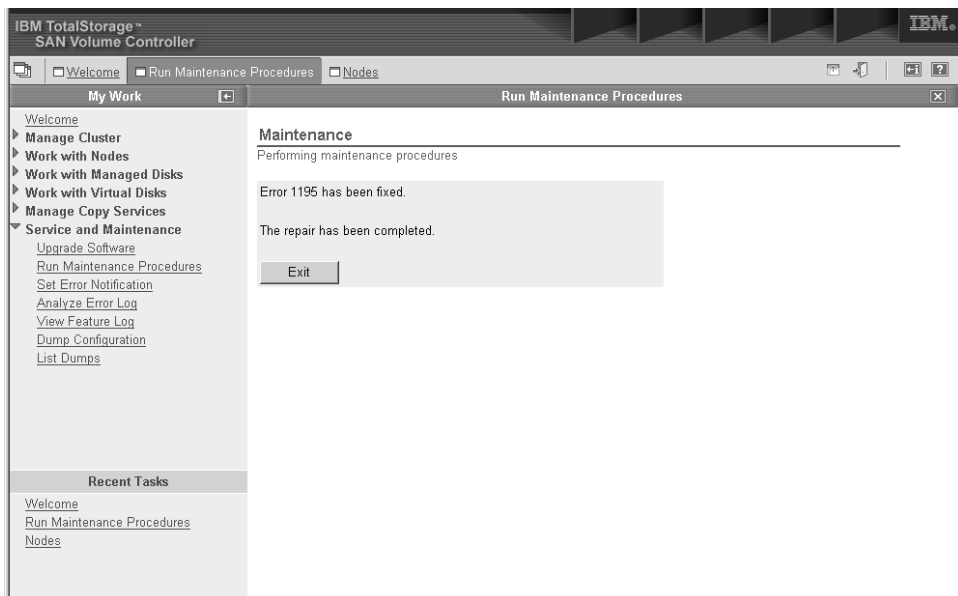 IBM TotalStorage™
SAN Volume Controller
IBM®
Welcome
Run Maintenance Procedures
Nodes
My Work
Run Maintenance Procedures
Welcome
Manage Cluster
Work with Nodes
Work with Managed Disks
Work with Virtual Disks
Manage Copy Services
Service and Maintenance
Upgrade Software
Run Maintenance Procedures
Set Error Notification
Analyze Error Log
View Feature Log
Dump Configuration
List Dumps
Recent Tasks
Welcome
Run Maintenance Procedures
Nodes
Maintenance
Performing maintenance procedures
Error 1195 has been fixed.
The repair has been completed.
Exit